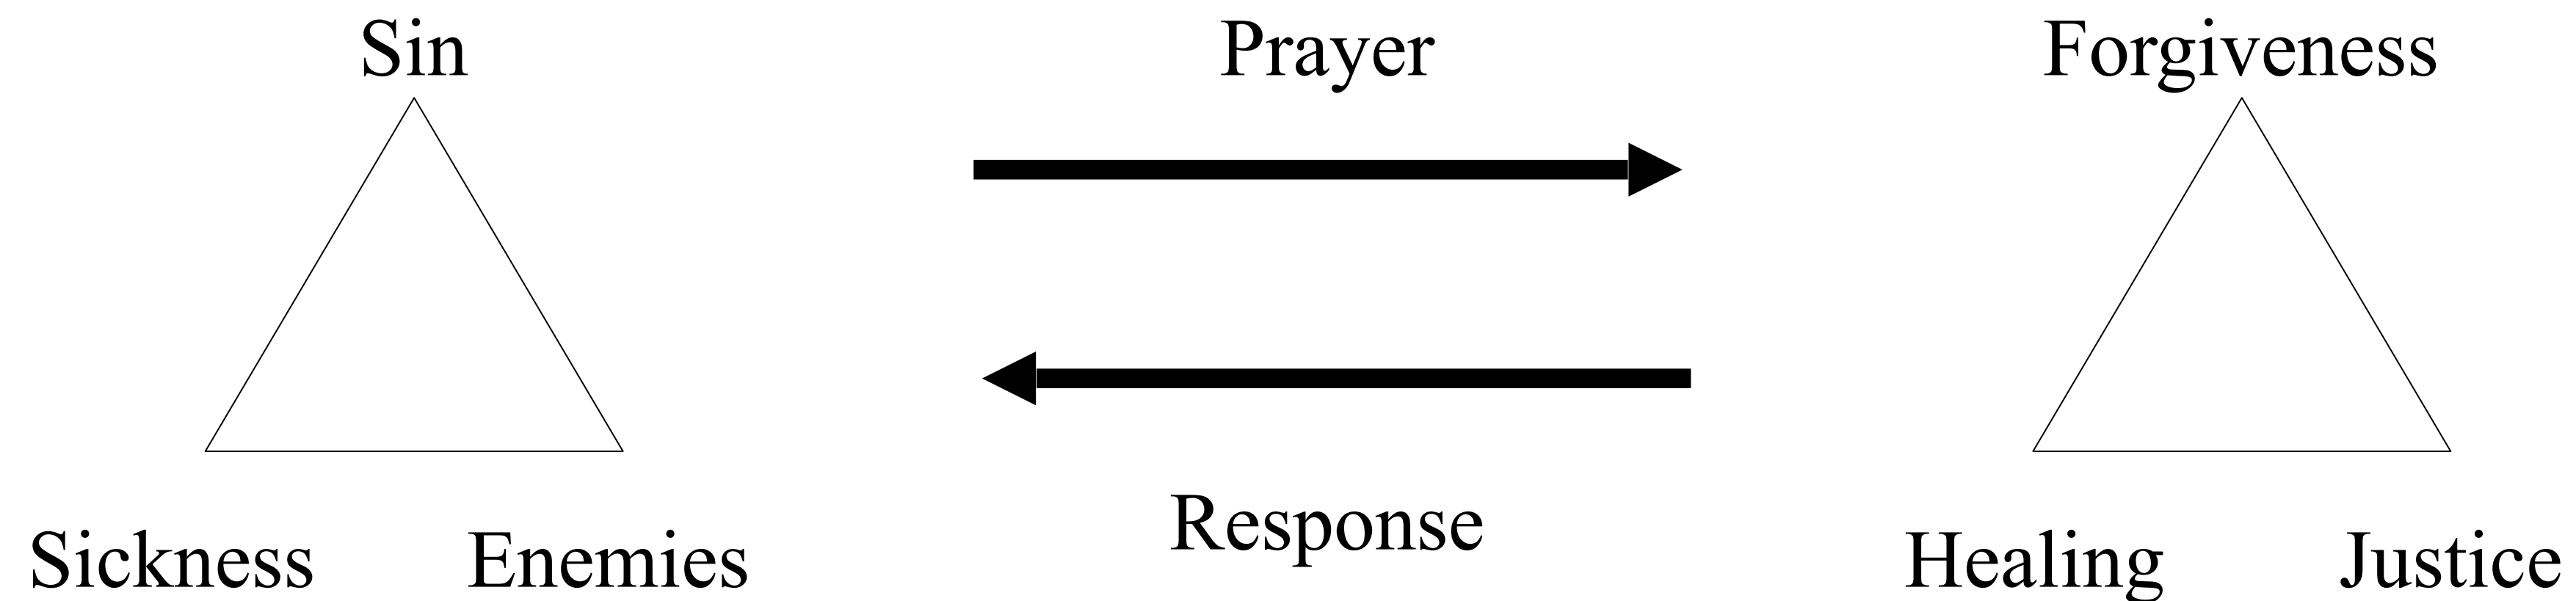 Sin
Prayer
Forgiveness
Sickness
Enemies
Response
Healing
Justice